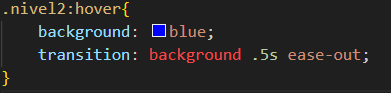 .nivel2:hover{
background: blue;
transition: background .5s ease-out;
}